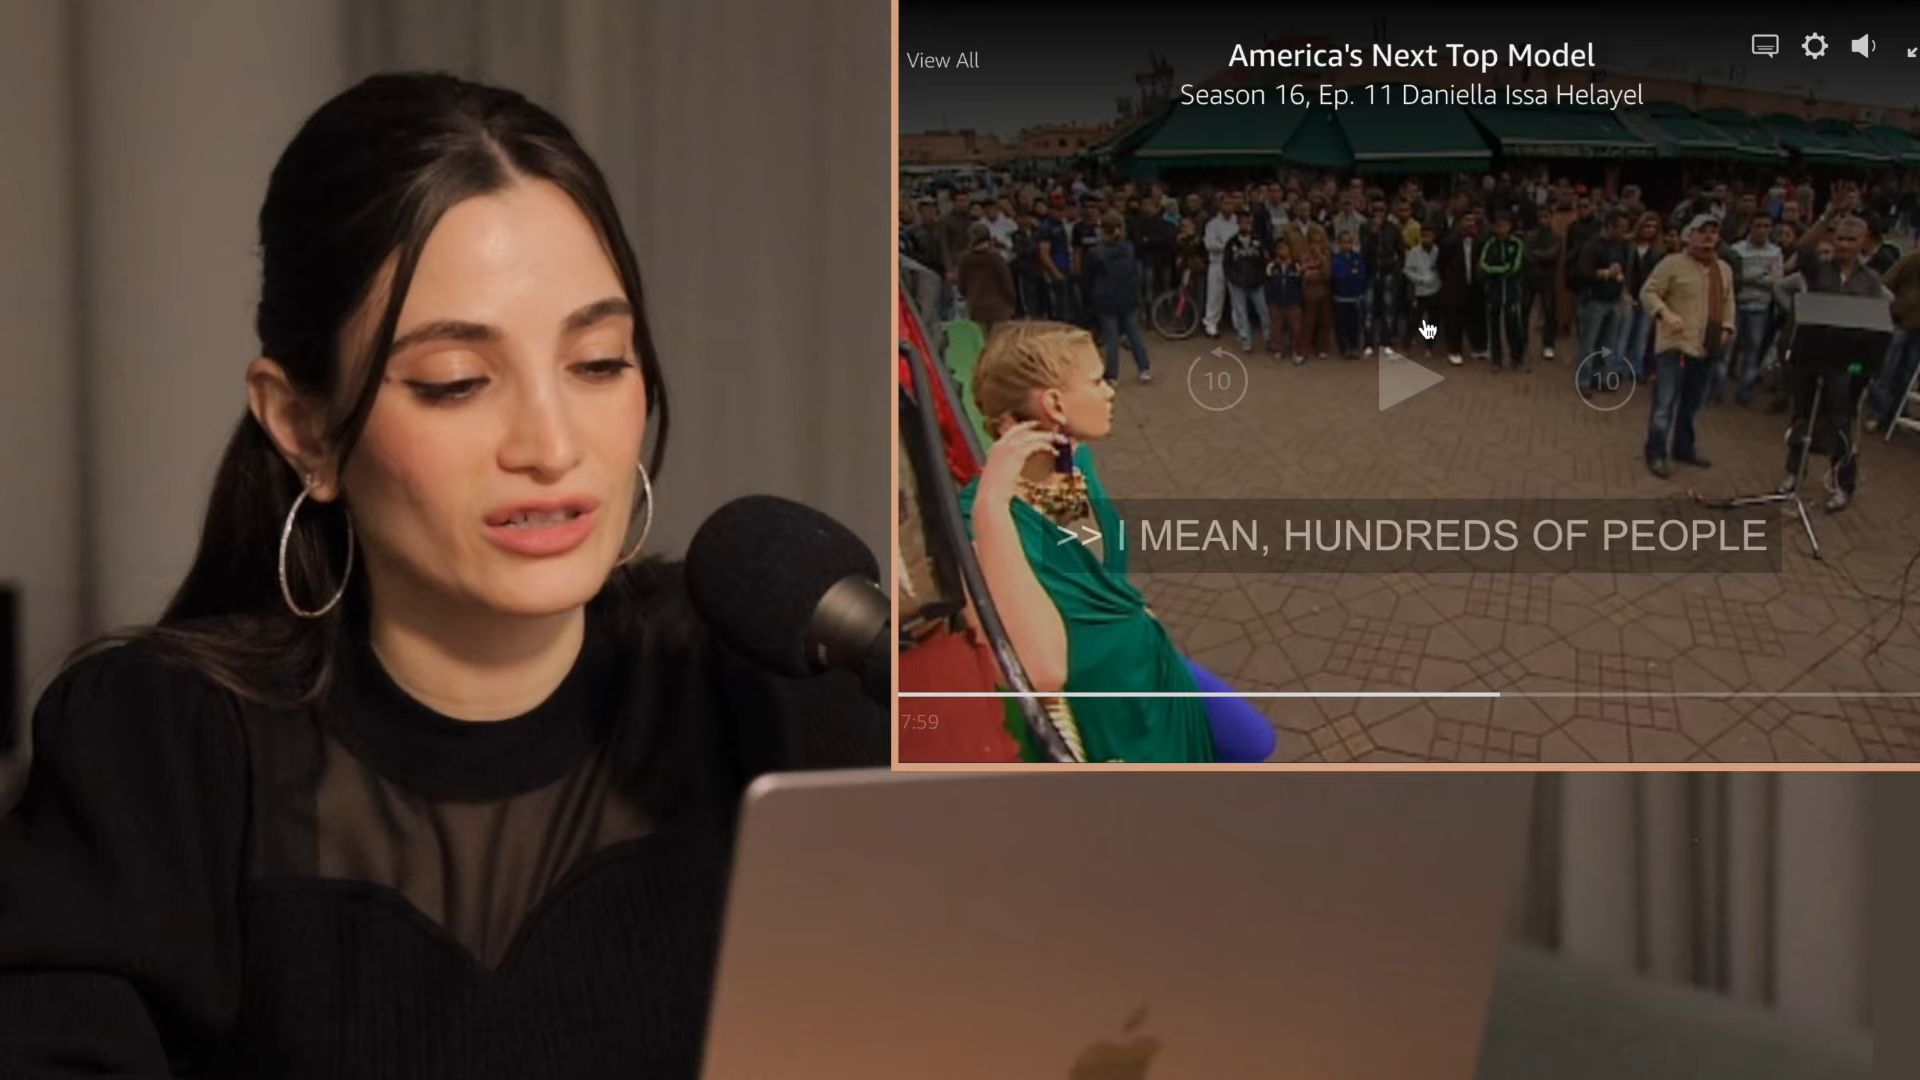 View All
America's Next Top Model
Season 16, Ep. 11 Daniella Issa Helayel
10
10
>> I MEAN, HUNDREDS OF PEOPLE
7:59